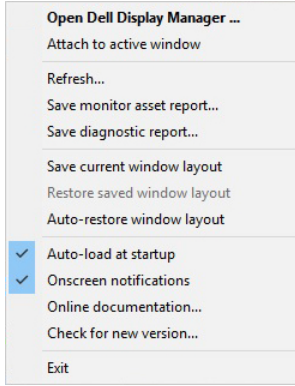 Open Dell Display Manager ...
Attach to active window
Refresh...
Save monitor asset report...
Save diagnostic report...
Save current window layout
Restore saved window layout
Auto-restore window layout
Auto-load at startup
Onscreen notifications
Online documentation...
Check for new version...
Exit